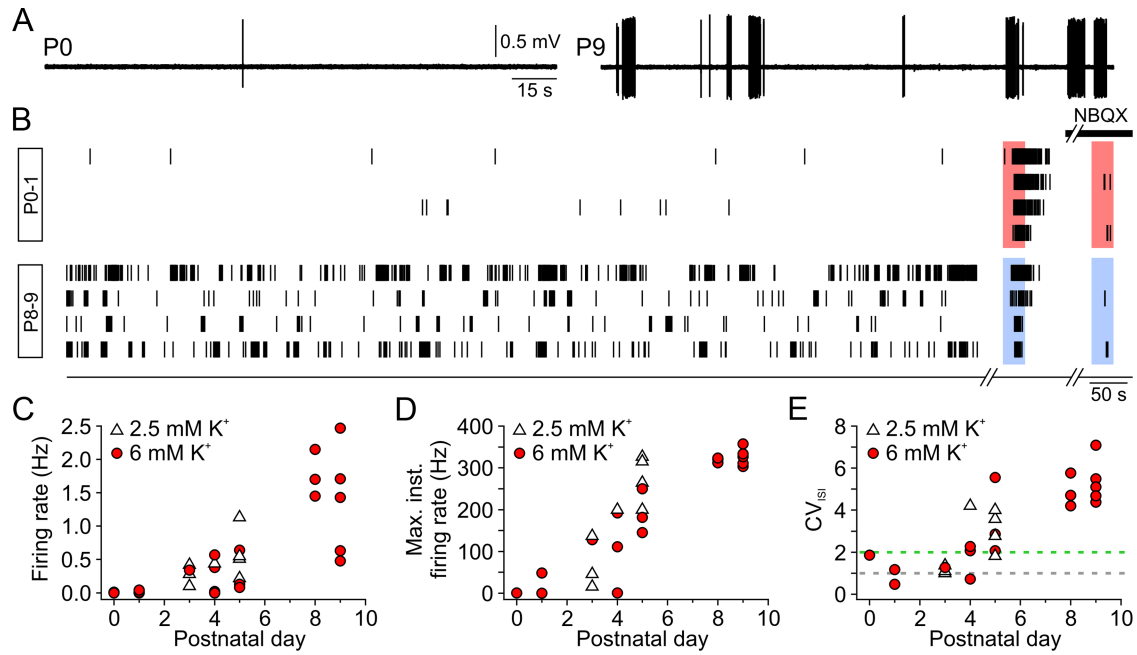 A
P0
0.5 mV
15 s
P9
B
NBQX
P0-1
P8-9
50 s
C
△ 2.5 mM K⁺
● 6 mM K⁺
Firing rate (Hz)
2.5
2.0
1.5
1.0
0.5
0.0
0 2 4 6 8 10
Postnatal day
D
△ 2.5 mM K⁺
● 6 mM K⁺
Max. inst.
firing rate (Hz)
400
300
200
100
0
0 2 4 6 8 10
Postnatal day
E
△ 2.5 mM K⁺
● 6 mM K⁺
CVISI
8
6
4
2
0
0 2 4 6 8 10
Postnatal day